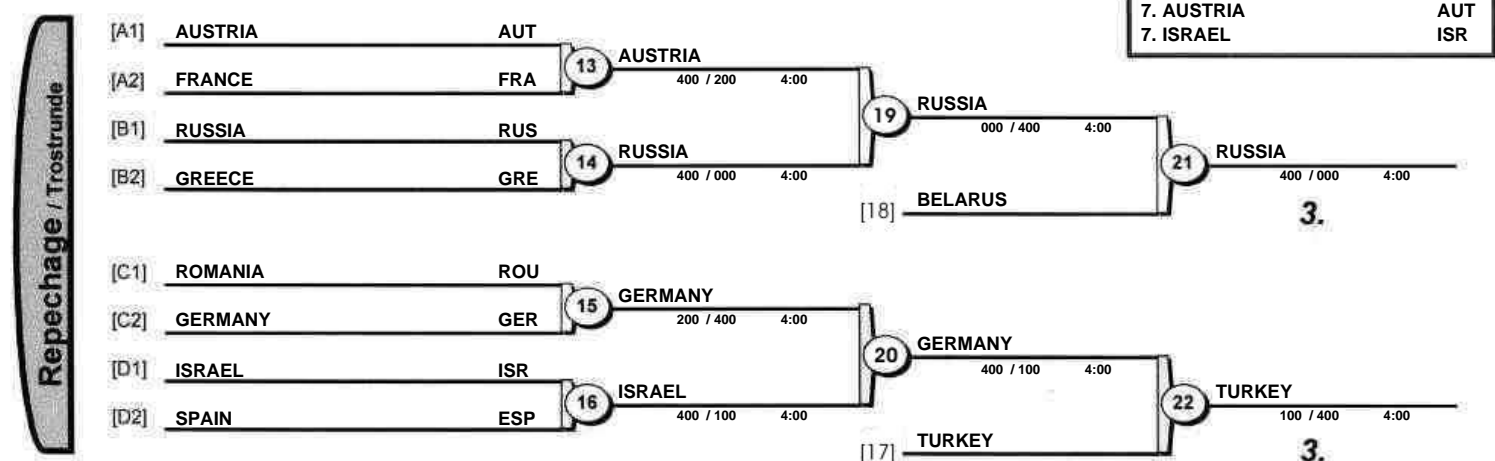 7. AUSTRIA AUT
7. ISRAEL ISR
Repechage / Trostrunde
[A1] AUSTRIA AUT
[A2] FRANCE FRA
13 AUSTRIA
400 / 200 4:00
[B1] RUSSIA RUS
[B2] GREECE GRE
14 RUSSIA
400 / 000 4:00
19 RUSSIA
000 / 400 4:00
[18] BELARUS
21 RUSSIA
400 / 000 4:00
3.
[C1] ROMANIA ROU
[C2] GERMANY GER
15 GERMANY
200 / 400 4:00
[D1] ISRAEL ISR
[D2] SPAIN ESP
16 ISRAEL
400 / 100 4:00
20 GERMANY
400 / 100 4:00
[17] TURKEY
22 TURKEY
100 / 400 4:00
3.